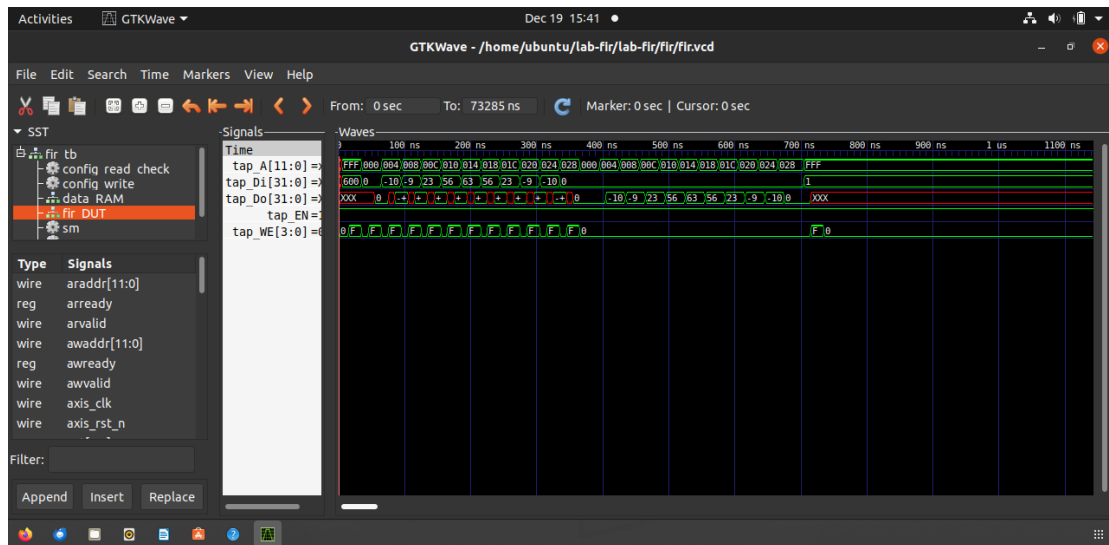 Activities GTKWave Dec 19 15:41
GTKWave - /home/ubuntu/lab-fir/lab-fir/fir/fir.vcd
File Edit Search Time Markers View Help
From: 0 sec To: 73285 ns Marker: 0 sec | Cursor: 0 sec
SST
fir_tb
config_read_check
config_write
data_RAM
fir_DUT
sm
Type Signals
wire araddr[11:0]
reg arready
wire arvalid
wire awaddr[11:0]
reg awready
wire awvalid
wire axis_clk
wire axis_rst_n
Filter:
Append Insert Replace
Signals
Time
tap_A[11:0] =
tap_Di[31:0] =
tap_Do[31:0] =
tap_EN =
tap_WE[3:0] =
Waves
100 ns 200 ns 300 ns 400 ns 500 ns 600 ns 700 ns 800 ns 900 ns 1 us 1100 ns
FFF 000 004 008 00C 010 014 018 01C 020 024 028 000 004 008 00C 010 014 018 01C 020 024 028 FFF
600 0 -10 -9 23 56 63 56 23 -9 -10 0 1
XXX 0 -+ + + + + + + + -+ 0 -10 -9 23 56 63 56 23 -9 -10 0 XXX
0 F F F F F F F F F F F 0 F 0